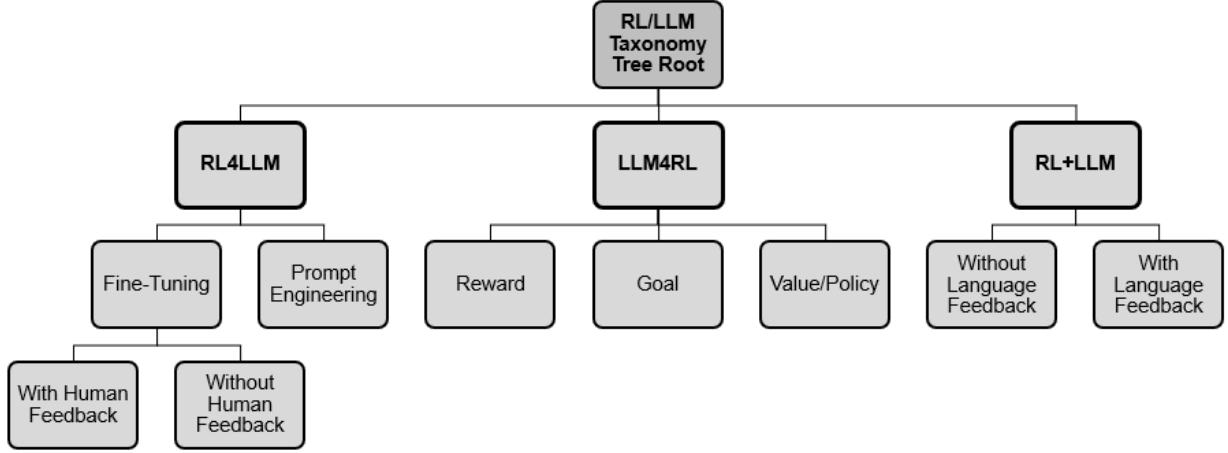 RL/LLM
Taxonomy
Tree Root
RL4LLM
LLM4RL
RL+LLM
Fine-Tuning
Prompt
Engineering
Reward
Goal
Value/Policy
Without
Language
Feedback
With
Language
Feedback
With Human
Feedback
Without
Human
Feedback